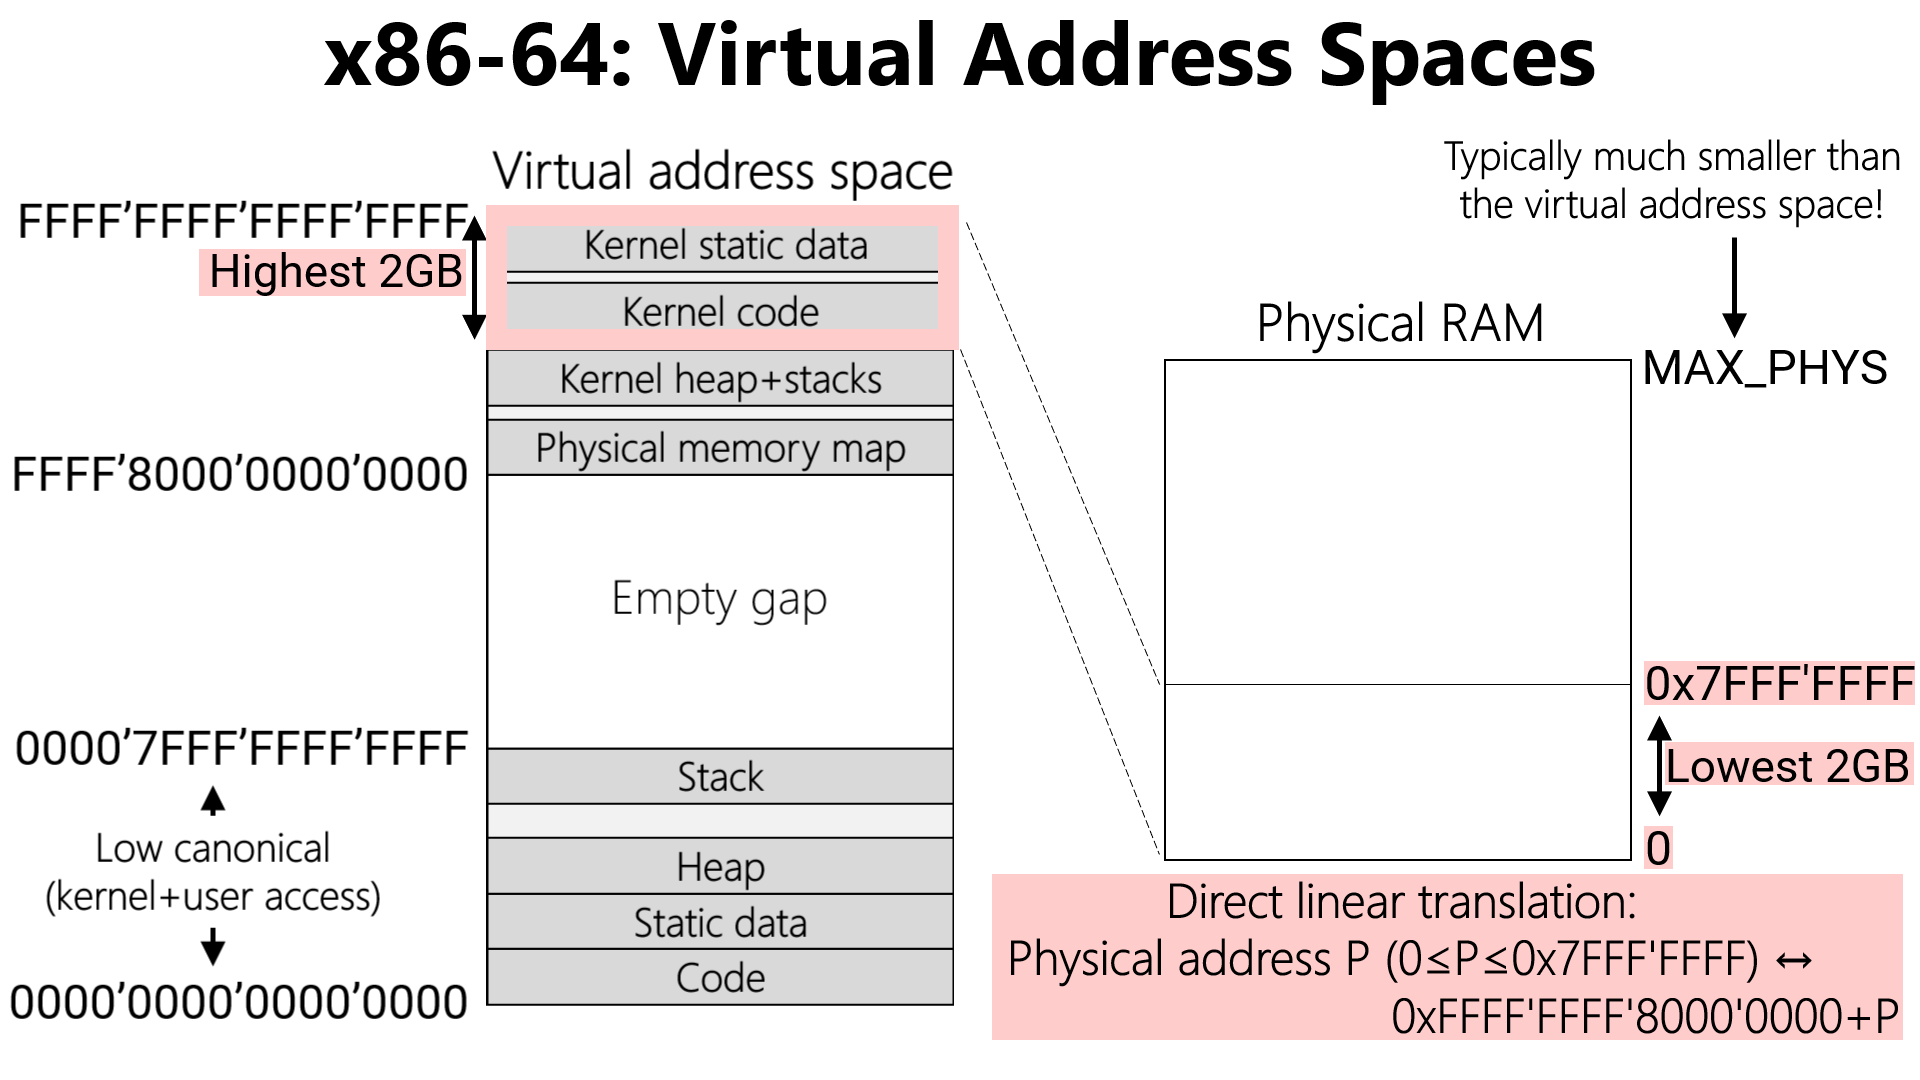 x86-64: Virtual Address Spaces
Virtual address space
FFFF’FFFF’FFFF’FFFF
Highest 2GB
Kernel static data
Kernel code
Kernel heap+stacks
Physical memory map
FFFF’8000’0000’0000
Empty gap
0000’7FFF’FFFF’FFFF
Low canonical
(kernel+user access)
0000’0000’0000’0000
Stack
Heap
Static data
Code
Typically much smaller than
the virtual address space!
Physical RAM
MAX_PHYS
0x7FFF'FFFF
Lowest 2GB
0
Direct linear translation:
Physical address P (0≤P≤0x7FFF'FFFF) ↔
0xFFFF'FFFF'8000'0000+P